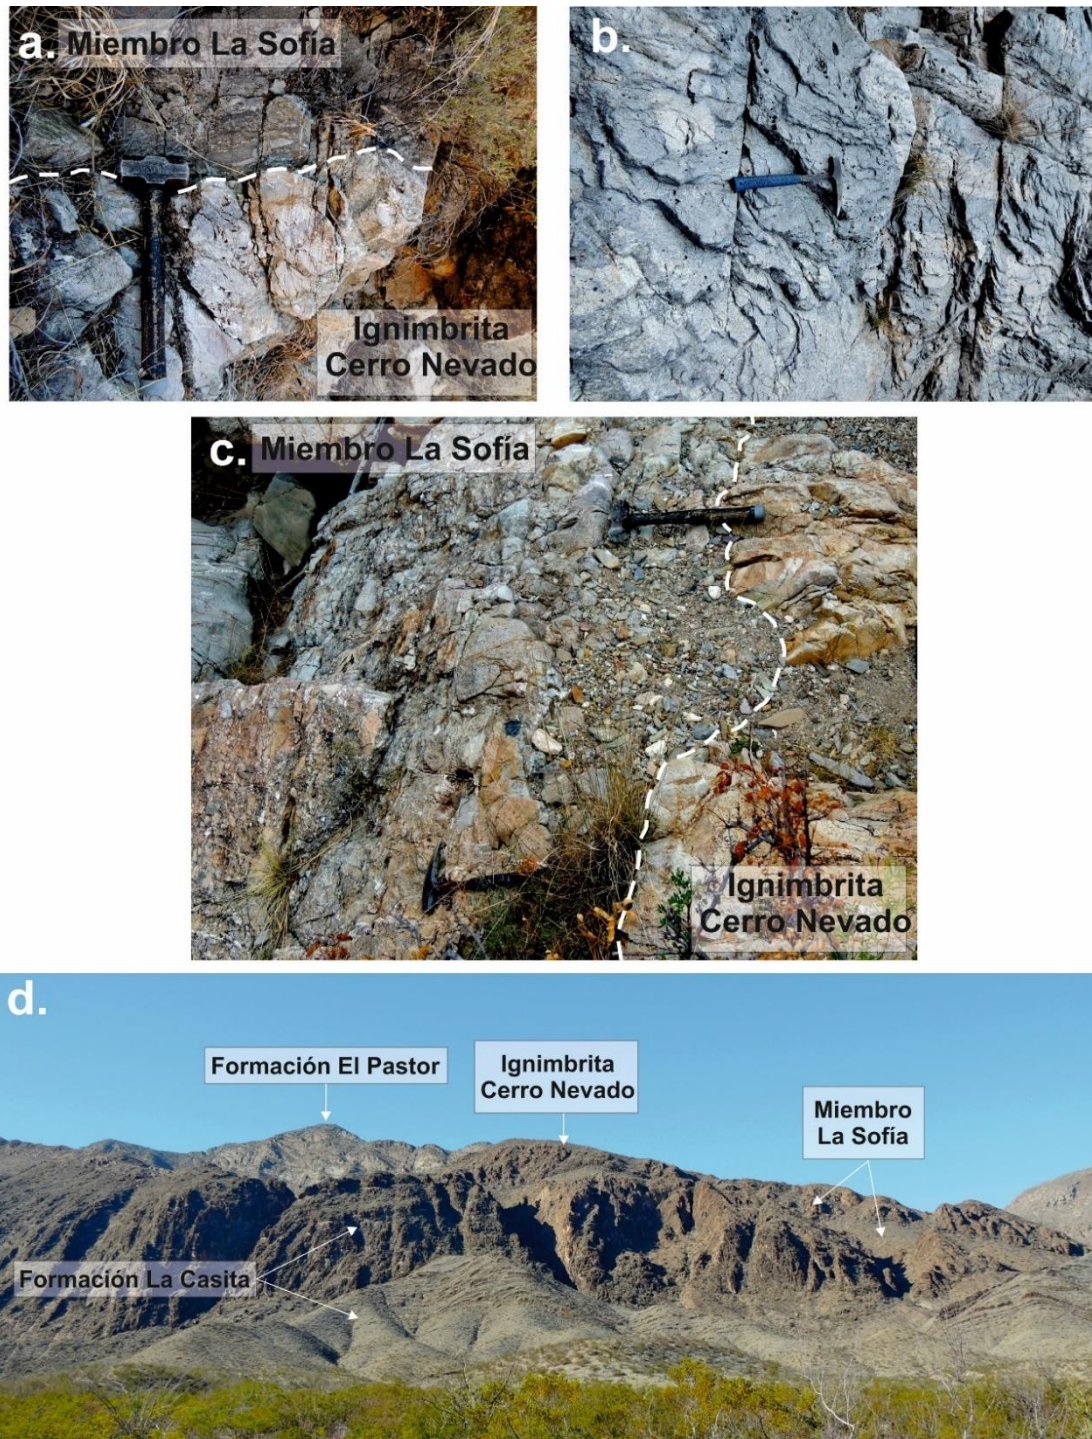 a. Miembro La Sofía
Ignimbrita
Cerro Nevado
b.
c. Miembro La Sofía
Ignimbrita
Cerro Nevado
d.
Formación El Pastor
Ignimbrita
Cerro Nevado
Miembro
La Sofía
Formación La Casita